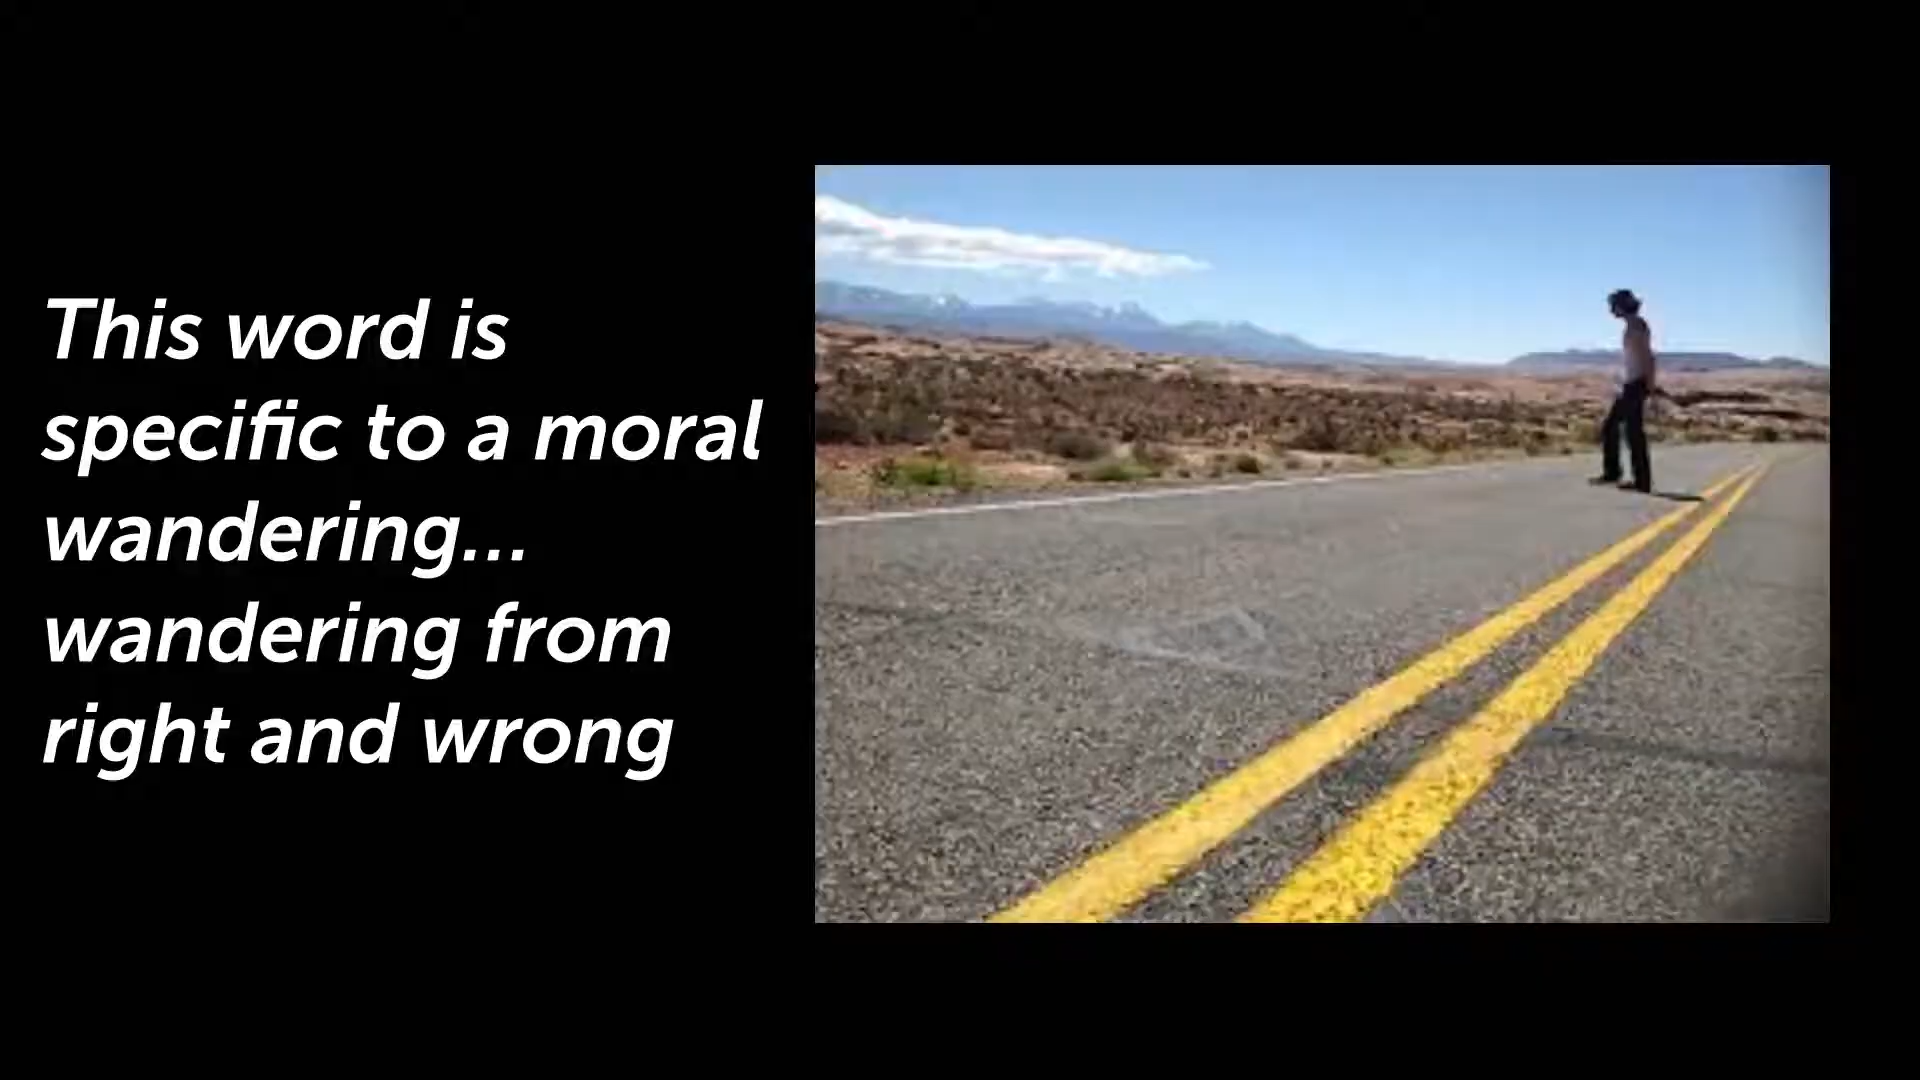 This word is
specific to a moral
wandering...
wandering from
right and wrong